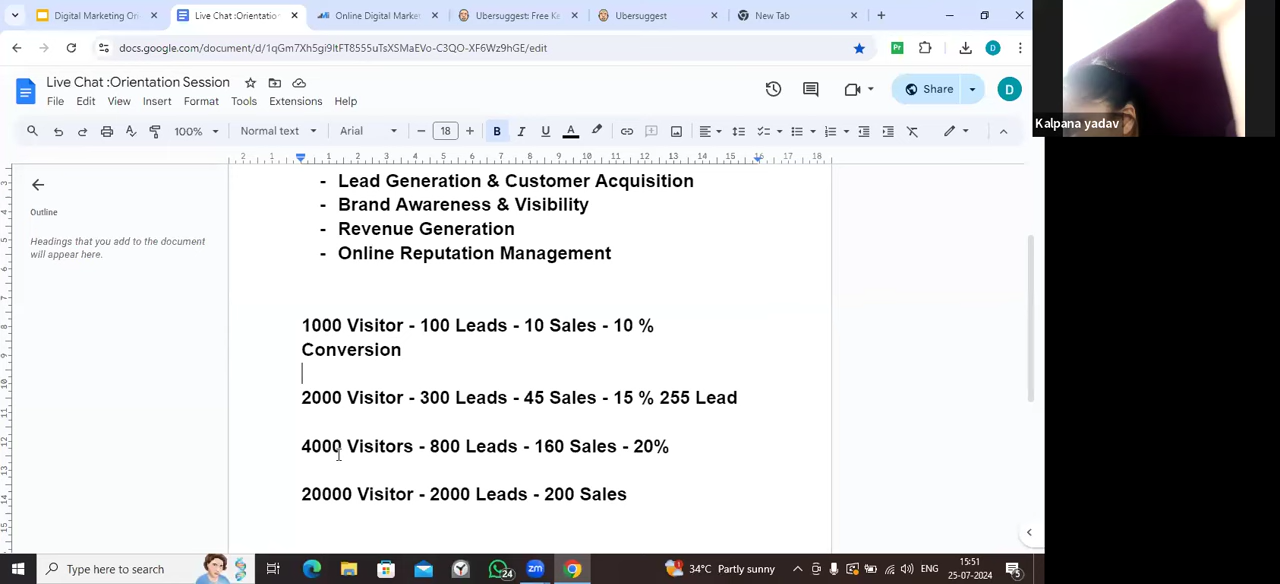 Digital Marketing On
Live Chat :Orientatio
Online Digital Marke
Ubersuggest: Free Ke
Ubersuggest
New Tab
docs.google.com/document/d/1qGm7Xh5gi9ItFT8555uTsXSMaEVo-C3QO-XF6Wz9hGE/edit
Live Chat :Orientation Session
File Edit View Insert Format Tools Extensions Help
Share
D
100%
Normal text
18
Outline
Headings that you add to the document
will appear here.
- Lead Generation & Customer Acquisition
- Brand Awareness & Visibility
- Revenue Generation
- Online Reputation Management
1000 Visitor - 100 Leads - 10 Sales - 10 %
Conversion
2000 Visitor - 300 Leads - 45 Sales - 15 % 255 Lead
4000 Visitors - 800 Leads - 160 Sales - 20%
20000 Visitor - 2000 Leads - 200 Sales
Kalpana yadav
Type here to search
34°C Partly sunny
ENG
15:51
25-07-2024